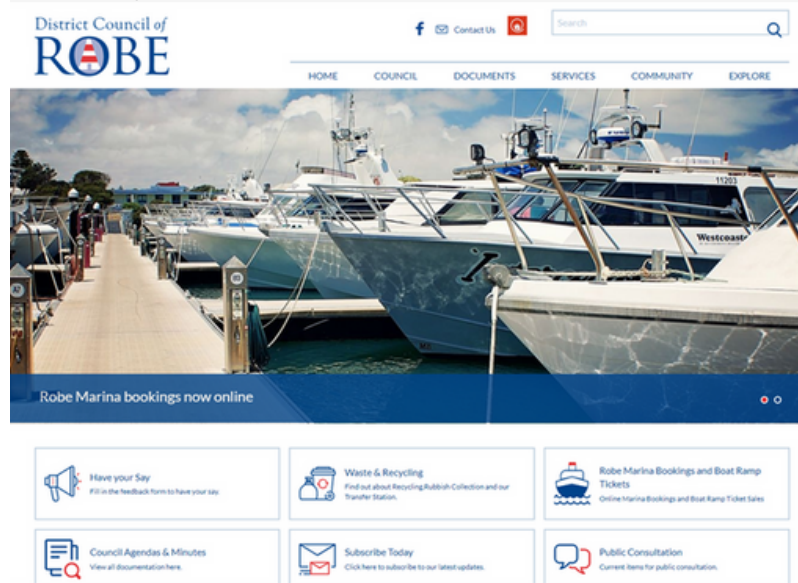 District Council of
ROBE
Contact Us
Search
HOME COUNCIL DOCUMENTS SERVICES COMMUNITY EXPLORE
11203
Westcoast
Robe Marina bookings now online
Have your Say
Fill in the feedback form to have your say.
Waste & Recycling
Find out about Recycling, Rubbish Collection and our
Transfer Station.
Robe Marina Bookings and Boat Ramp
Tickets
Online Marina Bookings and Boat Ramp Ticket Sales
Council Agendas & Minutes
View all documentation here.
Subscribe Today
Click here to subscribe to our latest updates.
Public Consultation
Current items for public consultation.